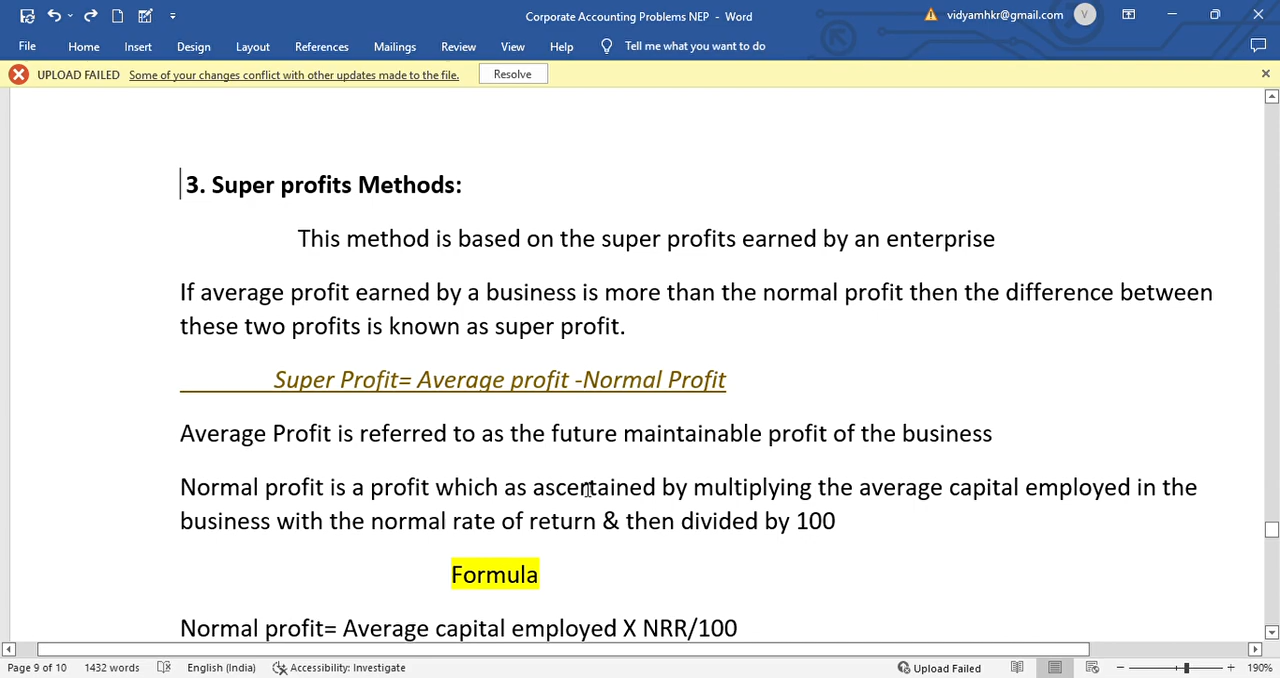 Corporate Accounting Problems NEP - Word
vidyamhkr@gmail.com V
File Home Insert Design Layout References Mailings Review View Help Tell me what you want to do
UPLOAD FAILED Some of your changes conflict with other updates made to the file. Resolve
3. Super profits Methods:
This method is based on the super profits earned by an enterprise
If average profit earned by a business is more than the normal profit then the difference between
these two profits is known as super profit.
Super Profit= Average profit -Normal Profit
Average Profit is referred to as the future maintainable profit of the business
Normal profit is a profit which as ascertained by multiplying the average capital employed in the
business with the normal rate of return & then divided by 100
Formula
Normal profit= Average capital employed X NRR/100
Page 9 of 10 1432 words English (India) Accessibility: Investigate Upload Failed 190%